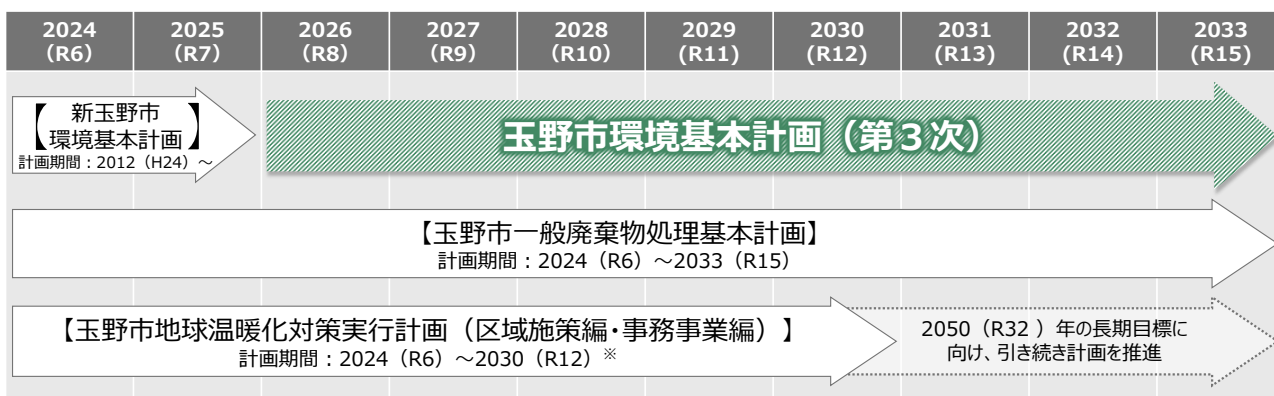 2024 2025 2026 2027 2028 2029 2030 2031 2032 2033
(R6) (R7) (R8) (R9) (R10) (R11) (R12) (R13) (R14) (R15)
【新玉野市
環境基本計画】
計画期間：2012（H24）～
玉野市環境基本計画（第３次）
【玉野市一般廃棄物処理基本計画】
計画期間：2024（R6）～2033（R15）
【玉野市地球温暖化対策実行計画（区域施策編・事務事業編）】
計画期間：2024（R6）～2030（R12）※
2050（R32 ）年の長期目標に
向け、引き続き計画を推進